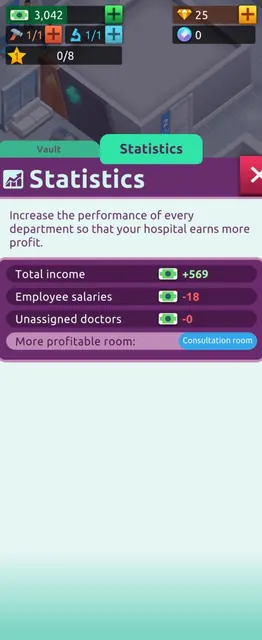 3,042
25
1/1
1/1
0
1
0/8
Vault
Statistics
Statistics
Increase the performance of every
department so that your hospital earns more
profit.
Total income +569
Employee salaries -18
Unassigned doctors -0
More profitable room: Consultation room